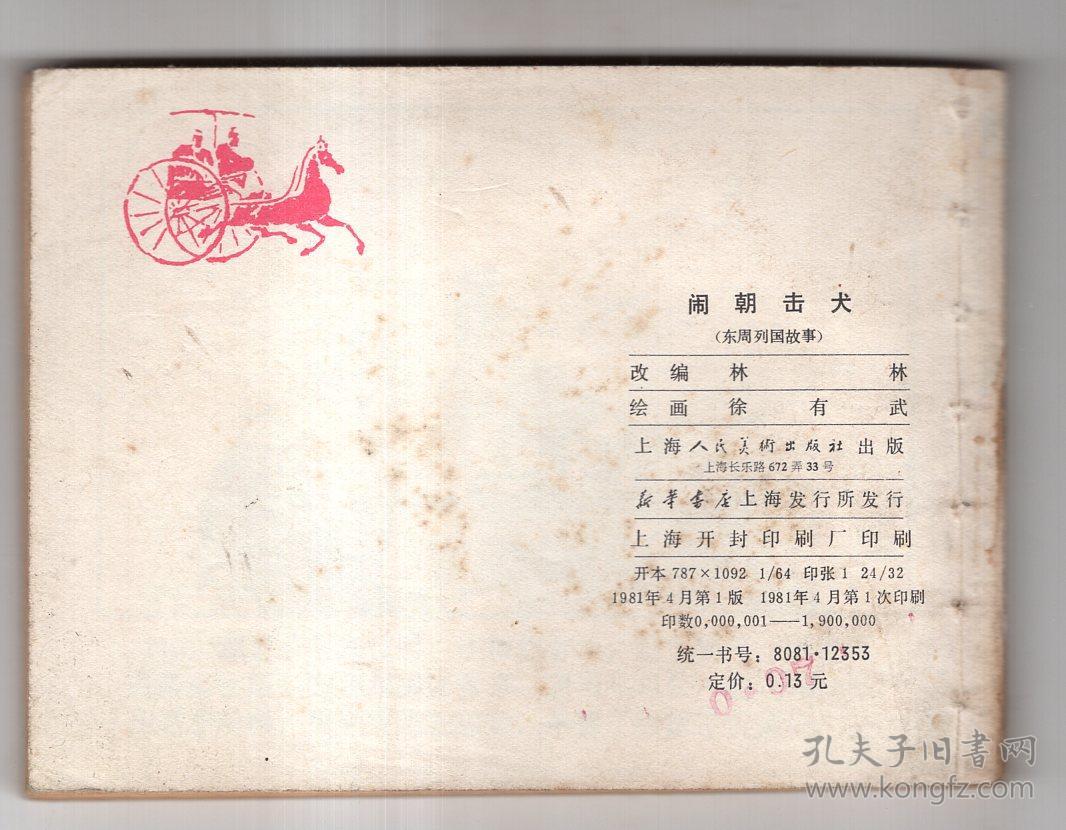 闹朝击犬
(东周列国故事)
改编 林 林
绘画 徐有武
上海人民美術出版社出版
上海长乐路672弄33号
新华书店上海发行所发行
上海开封印刷厂印刷
开本787×1092 1/64 印张1 24/32
1981年4月第1版 1981年4月第1次印刷
印数0,000,001——1,900,000
统一书号：8081·12353
定价：0.13元
孔夫子旧书网
www.kongfz.com